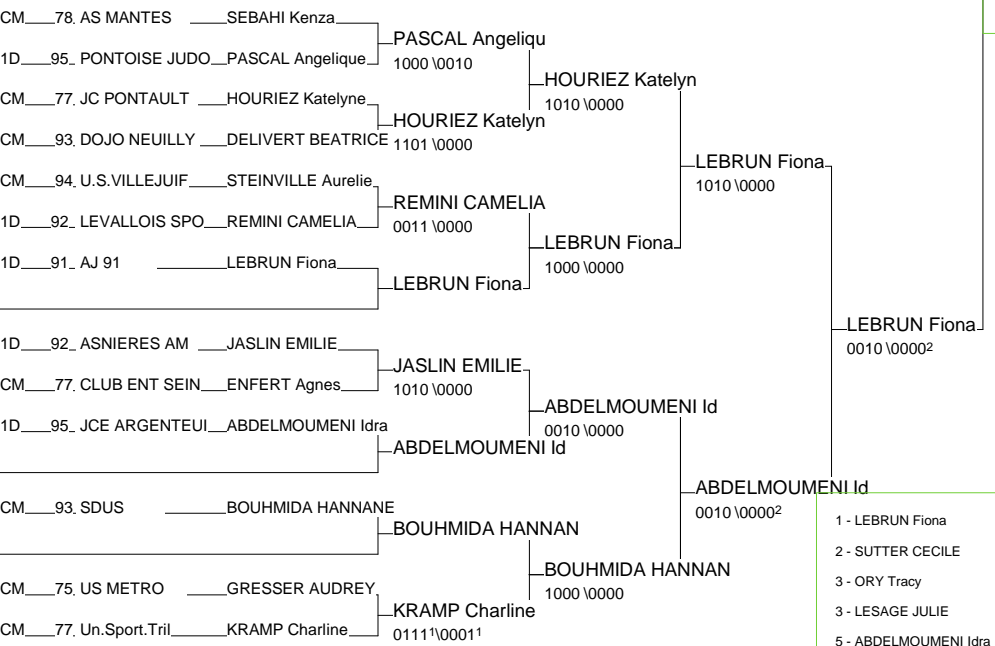 CM 78 AS MANTES SEBAHI Kenza
PASCAL Angeliqu
1D 95 PONTOISE JUDO PASCAL Angelique
1000 \0010
HOURIEZ Katelyn
1010 \0000
CM 77 JC PONTAULT HOURIEZ Katelyne
HOURIEZ Katelyn
CM 93 DOJO NEUILLY DELIVERT BEATRICE
1101 \0000
LEBRUN Fiona
1010 \0000
CM 94 U.S.VILLEJUIF STEINVILLE Aurelie
REMINI CAMELIA
1D 92 LEVALLOIS SPO REMINI CAMELIA
0011 \0000
LEBRUN Fiona
1000 \0000
1D 91 AJ 91 LEBRUN Fiona
LEBRUN Fiona
LEBRUN Fiona
0010 \00002
1D 92 ASNIERES AM JASLIN EMILIE
JASLIN EMILIE
CM 77 CLUB ENT SEIN ENFERT Agnes
1010 \0000
ABDELMOUMENI Id
0010 \0000
1D 95 JCE ARGENTEUI ABDELMOUMENI Idra
ABDELMOUMENI Id
ABDELMOUMENI Id
0010 \00002
CM 93 SDUS BOUHMIDA HANNANE
BOUHMIDA HANNAN
BOUHMIDA HANNAN
1000 \0000
CM 75 US METRO GRESSER AUDREY
KRAMP Charline
CM 77 Un.Sport.Tril KRAMP Charline
01111\00011
1 - LEBRUN Fiona
2 - SUTTER CECILE
3 - ORY Tracy
3 - LESAGE JULIE
5 - ABDELMOUMENI Idra